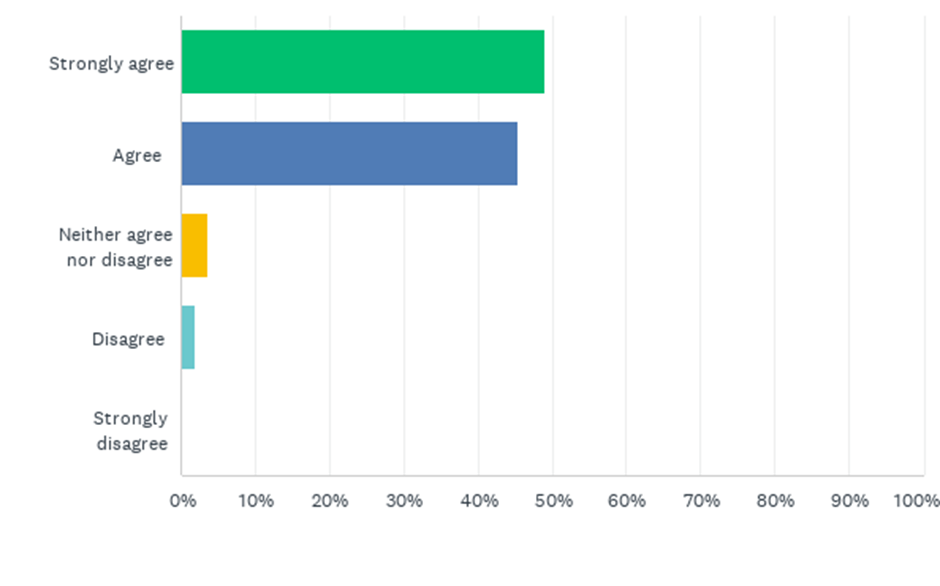 Strongly agree
Agree
Neither agree
nor disagree
Disagree
Strongly
disagree
0% 10% 20% 30% 40% 50% 60% 70% 80% 90% 100%